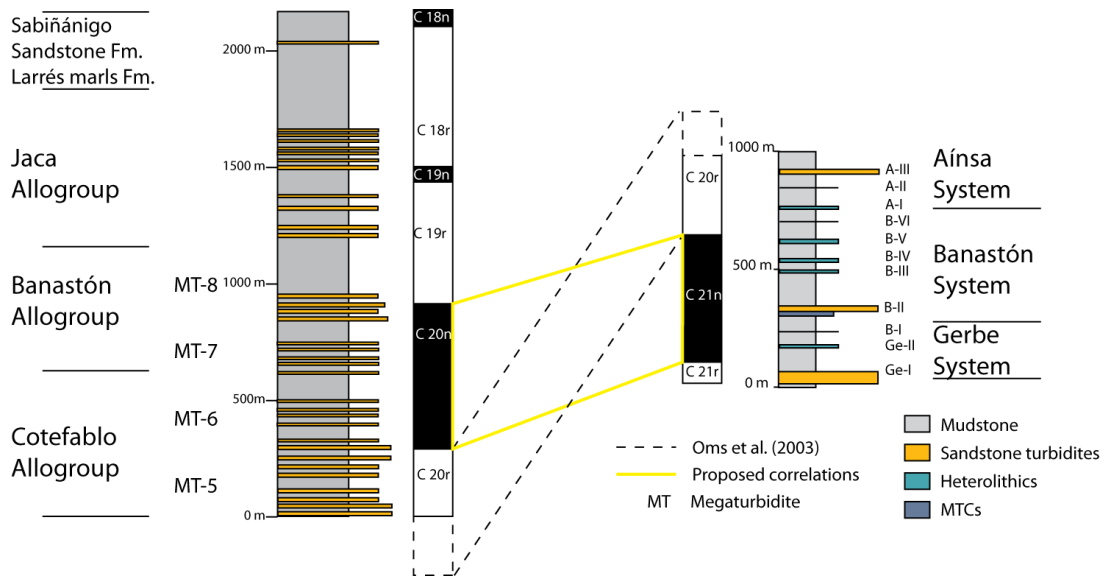 Sabiñánigo
Sandstone Fm.
Larrés marls Fm.
Jaca
Allogroup
Banastón
Allogroup
Cotefablo
Allogroup
MT-8
MT-7
MT-6
MT-5
2000 m
1500 m
1000 m
500m
0 m
C 18n
C 18r
C 19n
C 19r
C 20n
C 20r
C 20r
C 21n
C 21r
1000 m
500 m
0 m
A-III
A-II
A-I
B-VI
B-V
B-IV
B-III
B-II
B-I
Ge-II
Ge-I
Aínsa
System
Banastón
System
Gerbe
System
Oms et al. (2003)
Proposed correlations
MT Megaturbidite
Mudstone
Sandstone turbidites
Heterolithics
MTCs